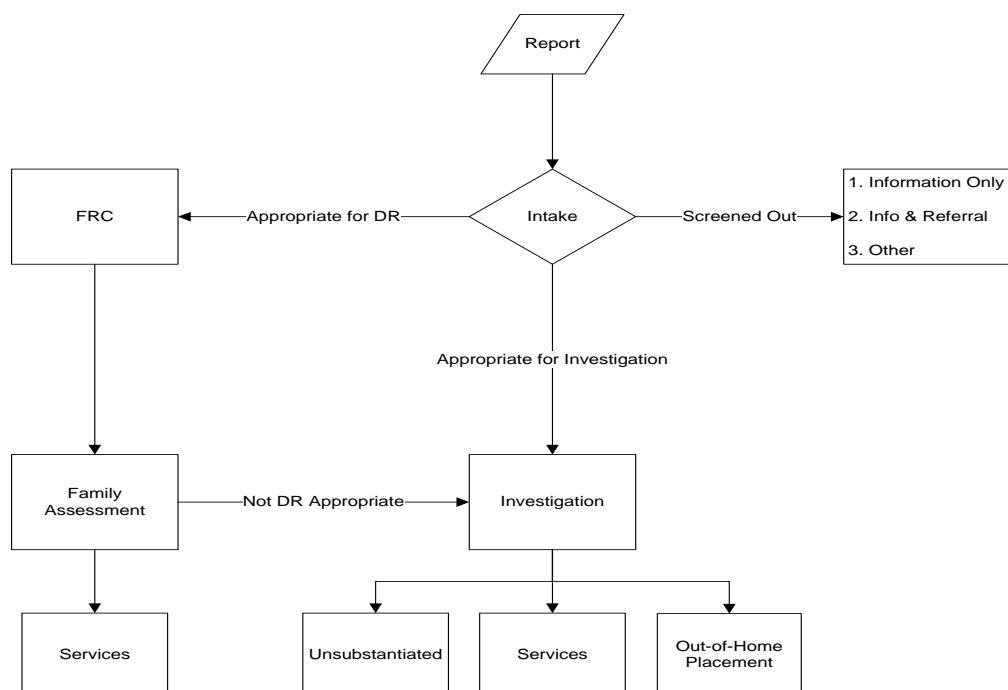 Report
FRC
Appropriate for DR
Intake
Screened Out
1. Information Only
2. Info & Referral
3. Other
Appropriate for Investigation
Family
Assessment
Not DR Appropriate
Investigation
Services
Unsubstantiated
Services
Out-of-Home
Placement